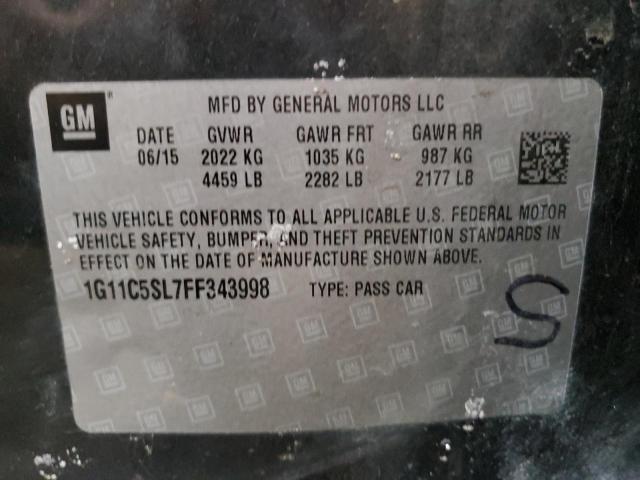 GM
MFD BY GENERAL MOTORS LLC
DATE GVWR GAWR FRT GAWR RR
06/15 2022 KG 1035 KG 987 KG
4459 LB 2282 LB 2177 LB
THIS VEHICLE CONFORMS TO ALL APPLICABLE U.S. FEDERAL MOTOR
VEHICLE SAFETY, BUMPER, AND THEFT PREVENTION STANDARDS IN
EFFECT ON THE DATE OF MANUFACTURE SHOWN ABOVE.
1G11C5SL7FF343998 TYPE: PASS CAR
S